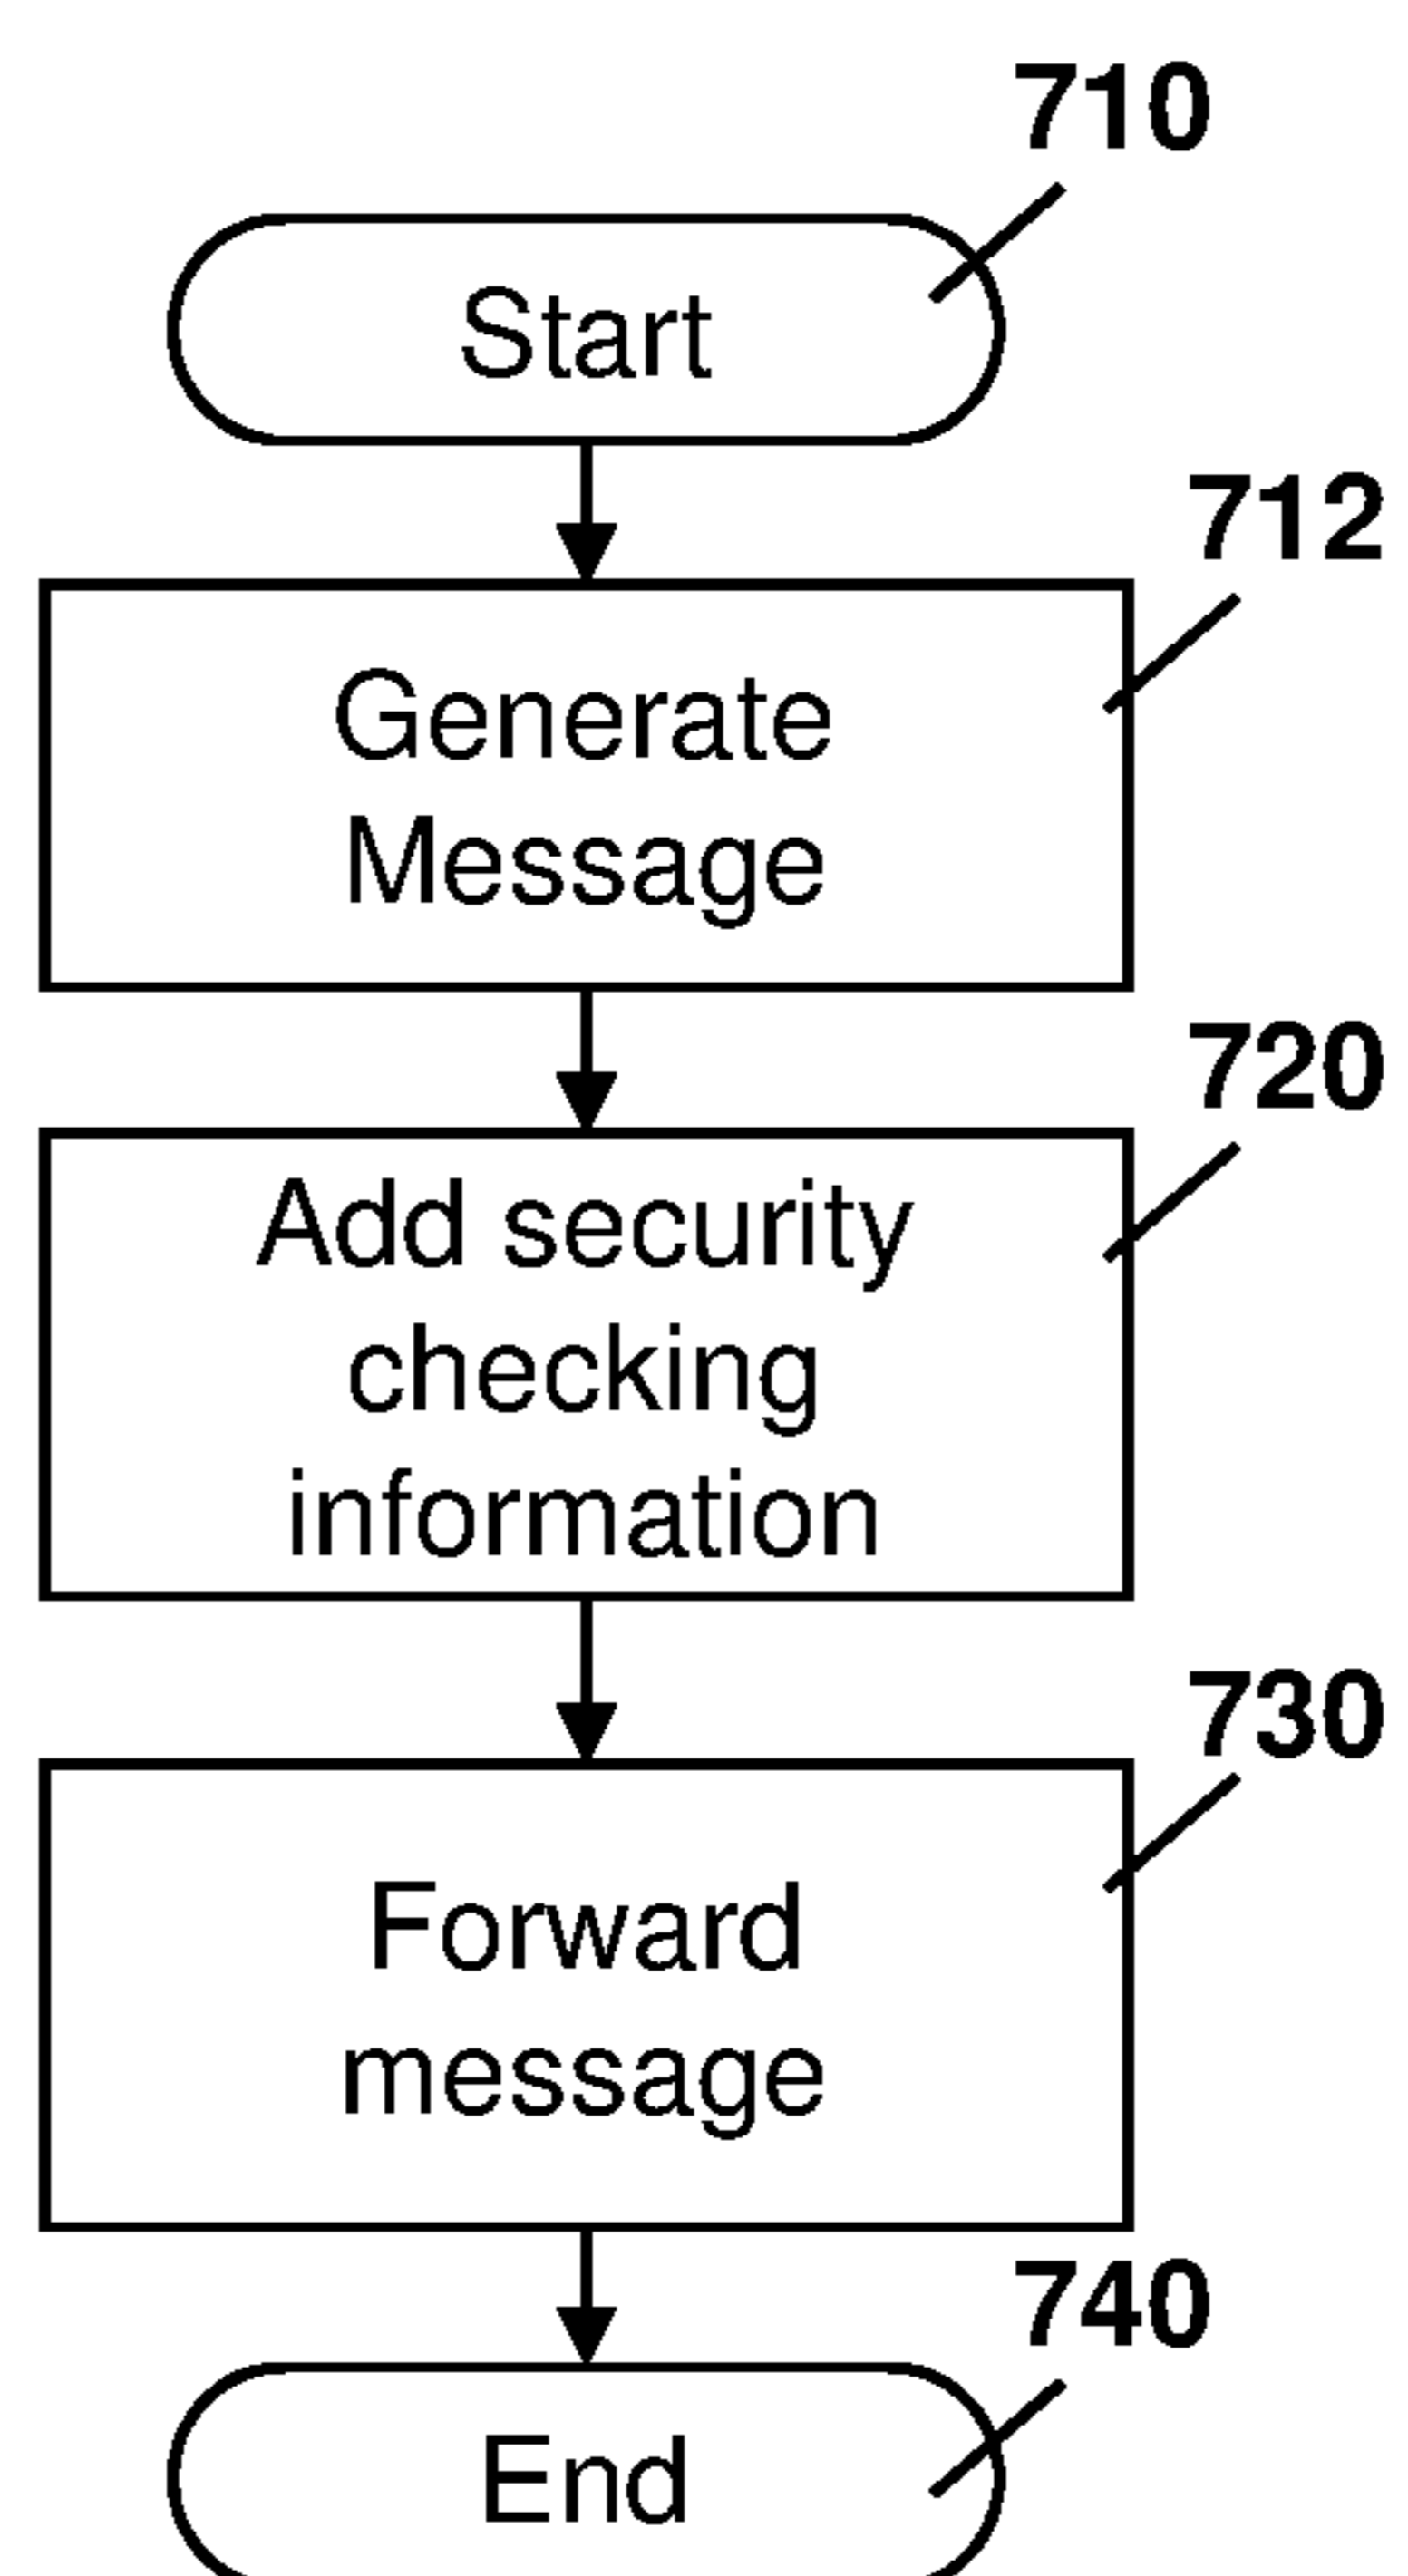 710
Start
712
Generate
Message
720
Add security
checking
information
730
Forward
message
740
End